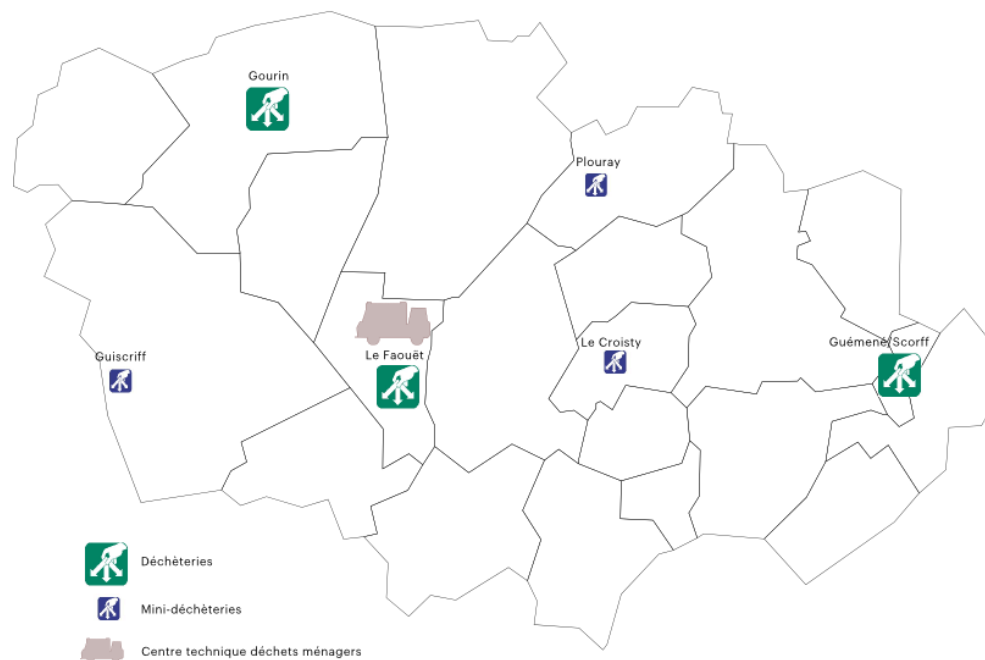 Gourin
Plouray
Le Croisty
Guémené/Scorff
Le Faouët
Guiscriff
Déchèteries
Mini-déchèteries
Centre technique déchets ménagers